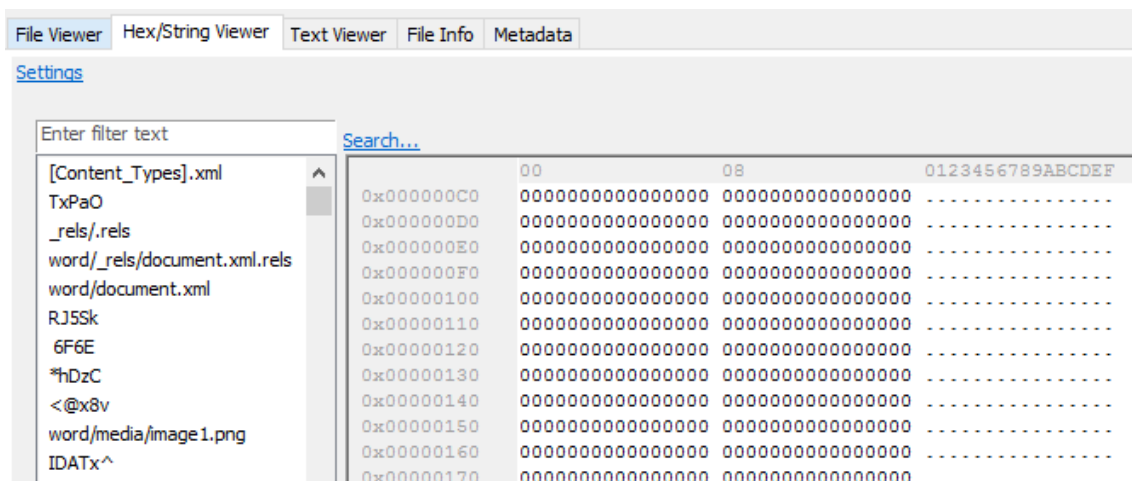 File Viewer Hex/String Viewer Text Viewer File Info Metadata
Settings
Enter filter text
Search...
[Content_Types].xml
TxPaO
_rels/.rels
word/_rels/document.xml.rels
word/document.xml
RJ5Sk
6F6E
*hDzC
<@x8v
word/media/image1.png
IDATx^
00 08 0123456789ABCDEF
0x000000C0 0000000000000000 0000000000000000 ................
0x000000D0 0000000000000000 0000000000000000 ................
0x000000E0 0000000000000000 0000000000000000 ................
0x000000F0 0000000000000000 0000000000000000 ................
0x00000100 0000000000000000 0000000000000000 ................
0x00000110 0000000000000000 0000000000000000 ................
0x00000120 0000000000000000 0000000000000000 ................
0x00000130 0000000000000000 0000000000000000 ................
0x00000140 0000000000000000 0000000000000000 ................
0x00000150 0000000000000000 0000000000000000 ................
0x00000160 0000000000000000 0000000000000000 ................
0x00000170 0000000000000000 0000000000000000